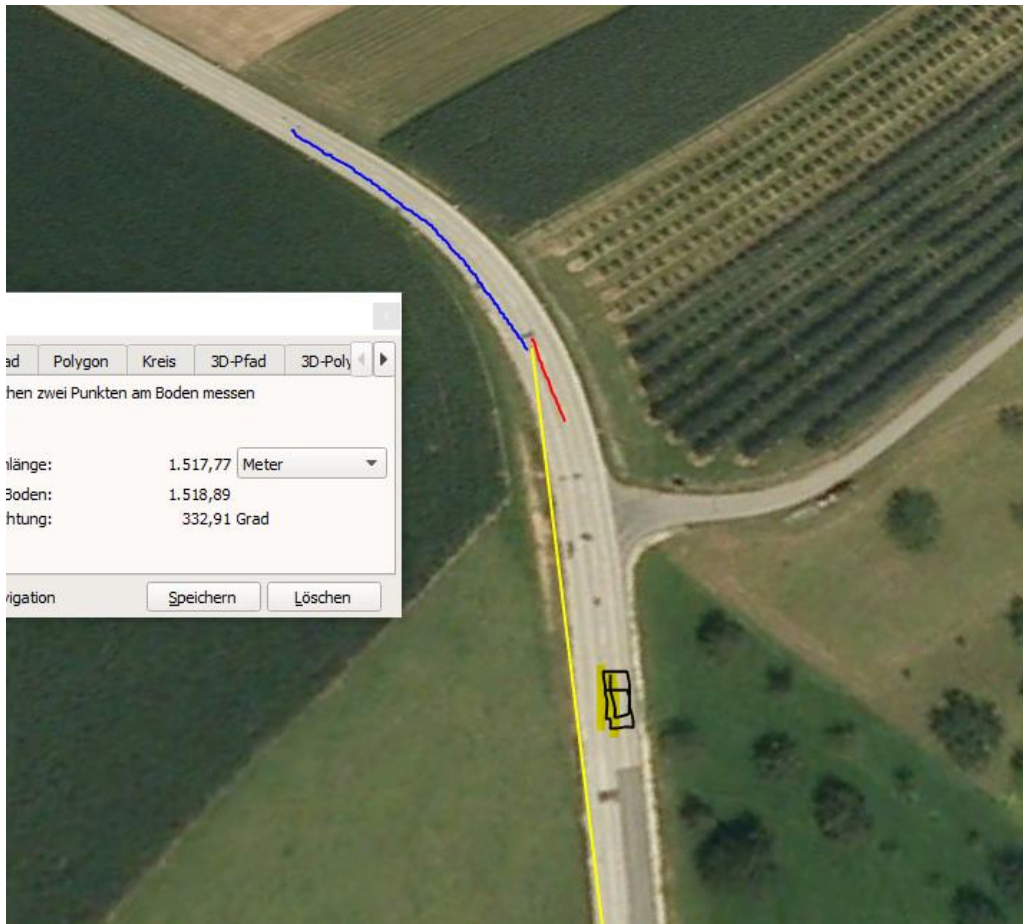 ad Polygon Kreis 3D-Pfad 3D-Poly
hen zwei Punkten am Boden messen
länge: 1.517,77 Meter
Boden: 1.518,89
htung: 332,91 Grad
vigation Speichern Löschen